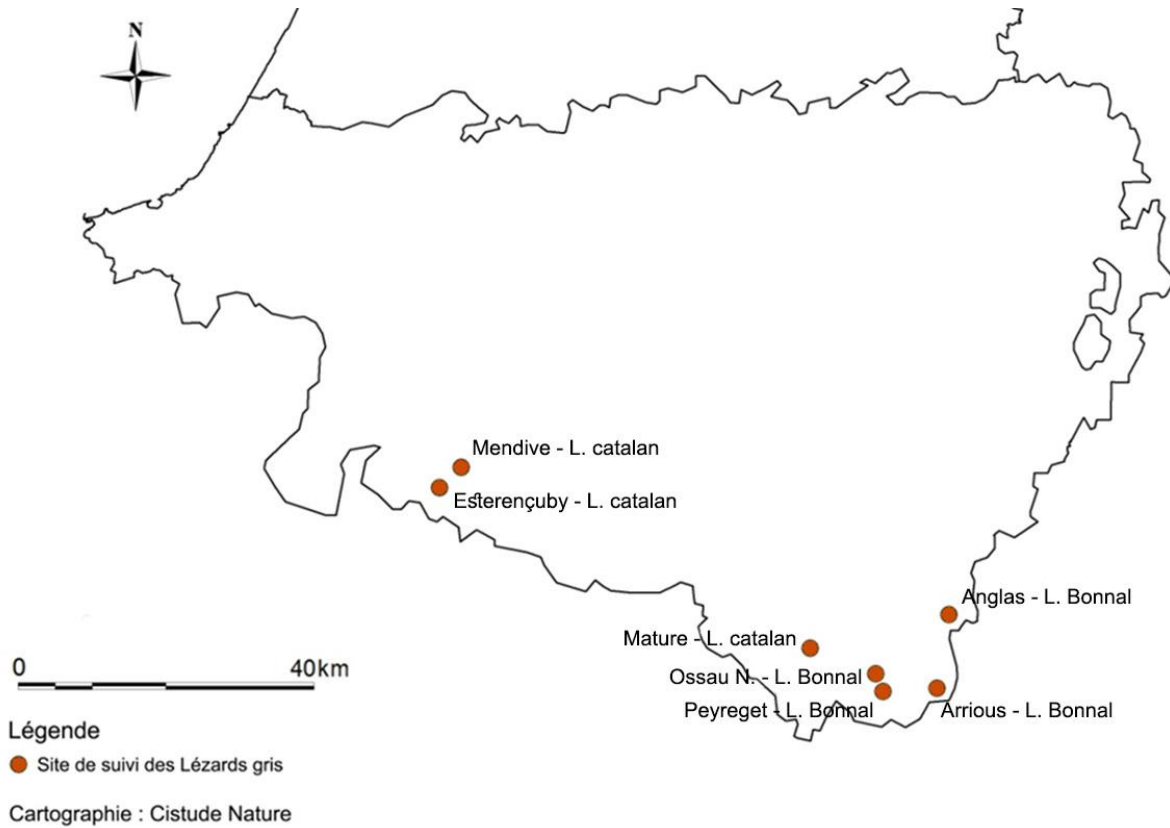 N
Mendive - L. catalan
Esterençuby - L. catalan
Anglas - L. Bonnal
Mature - L. catalan
Ossau N. - L. Bonnal
Peyreget - L. Bonnal
Arrious - L. Bonnal
0 40km
Légende
Site de suivi des Lézards gris
Cartographie : Cistude Nature